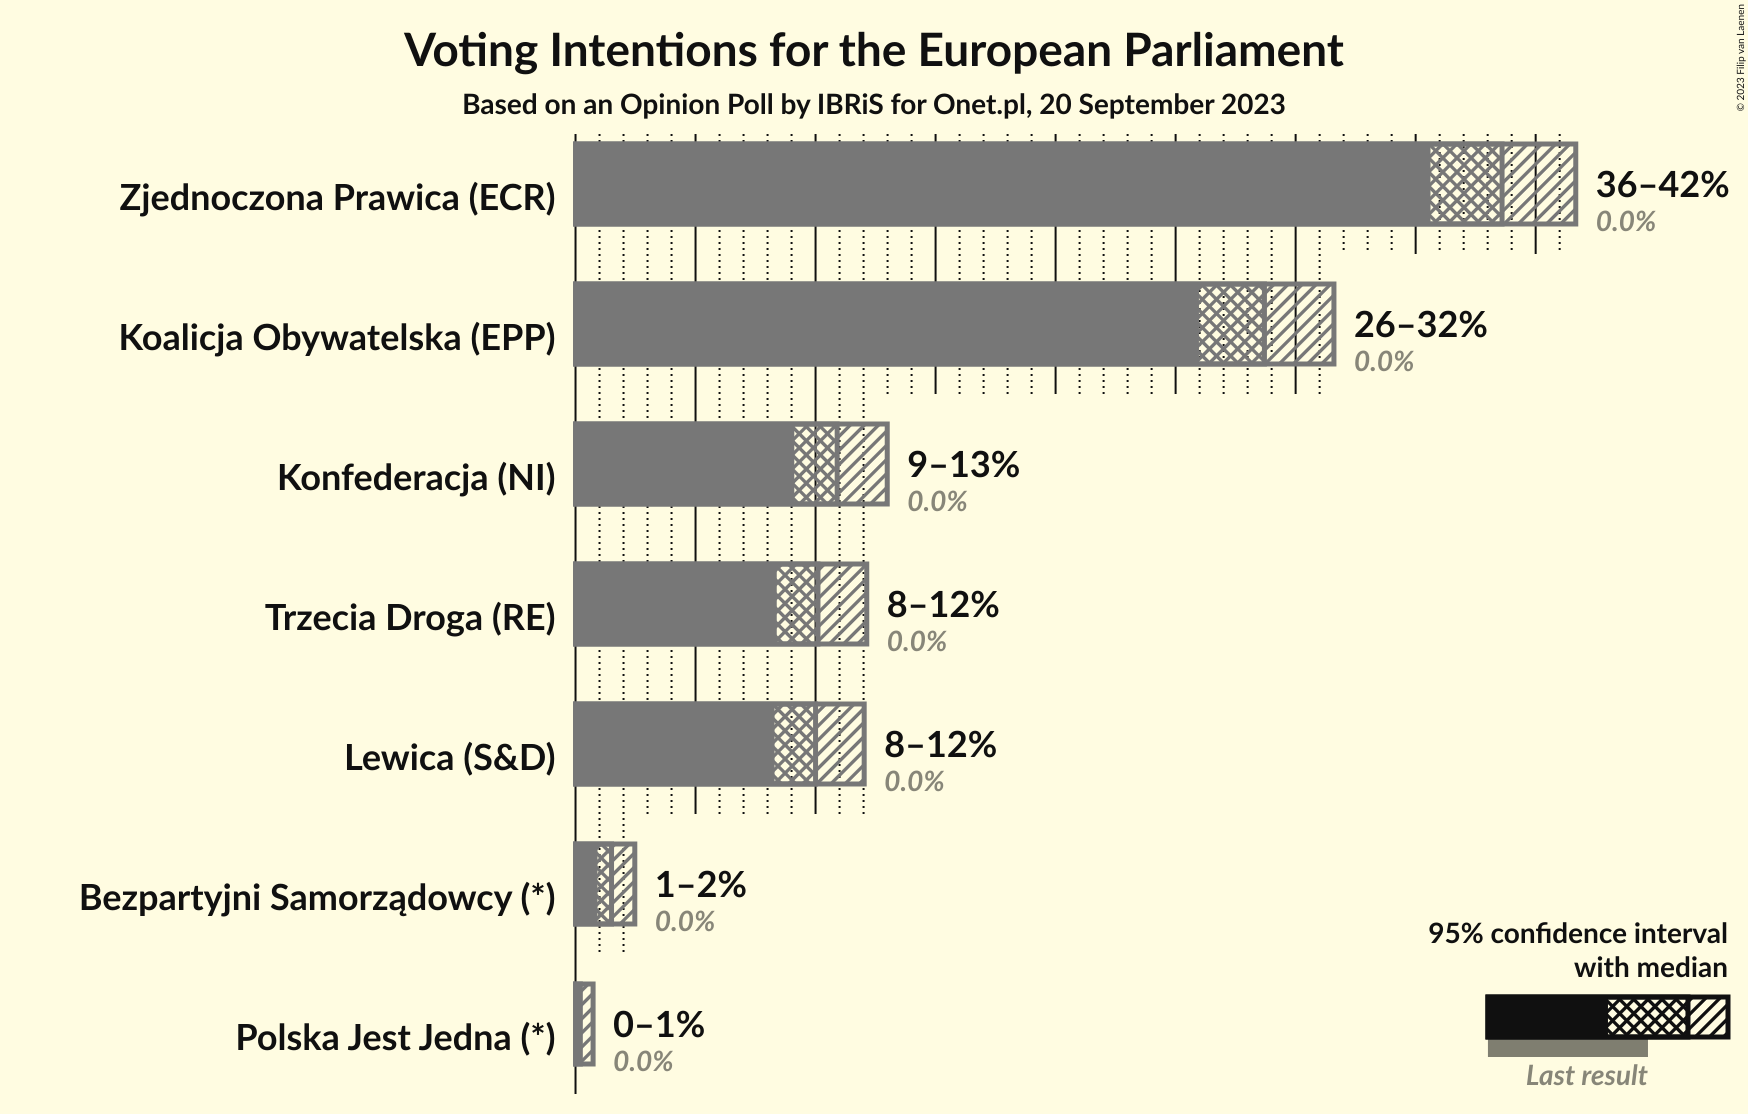 Voting Intentions for the European Parliament
Based on an Opinion Poll by IBRiS for Onet.pl, 20 September 2023
© 2023 Filip van Laenen
Zjednoczona Prawica (ECR)
36–42%
0.0%
Koalicja Obywatelska (EPP)
26–32%
0.0%
Konfederacja (NI)
9–13%
0.0%
Trzecia Droga (RE)
8–12%
0.0%
Lewica (S&D)
8–12%
0.0%
Bezpartyjni Samorządowcy (*)
1–2%
0.0%
Polska Jest Jedna (*)
0–1%
0.0%
95% confidence interval
with median
Last result